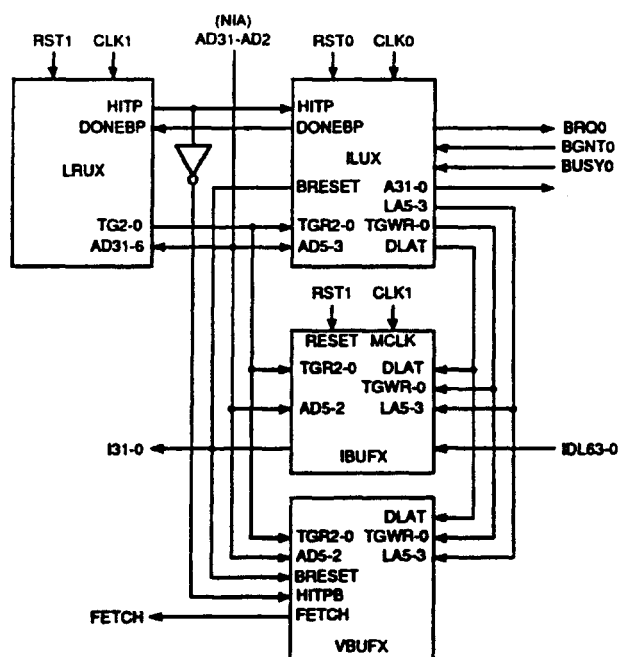 (NIA)
AD31-AD2
RST1 CLK1
RST0 CLK0
HITP
DONEBP
LRUX
TG2-0
AD31-6
HITP
DONEBP
ILUX
BRESET
A31-0
LA5-3
TGR2-0
TGWR-0
AD5-3
DLAT
BRQ0
BGNT0
BUSY0
RST1 CLK1
RESET MCLK
TGR2-0
DLAT
TGWR-0
AD5-2
LA5-3
IBUFX
I31-0
IDL63-0
DLAT
TGR2-0
TGWR-0
AD5-2
LA5-3
BRESET
HITPB
FETCH
VBUFX
FETCH